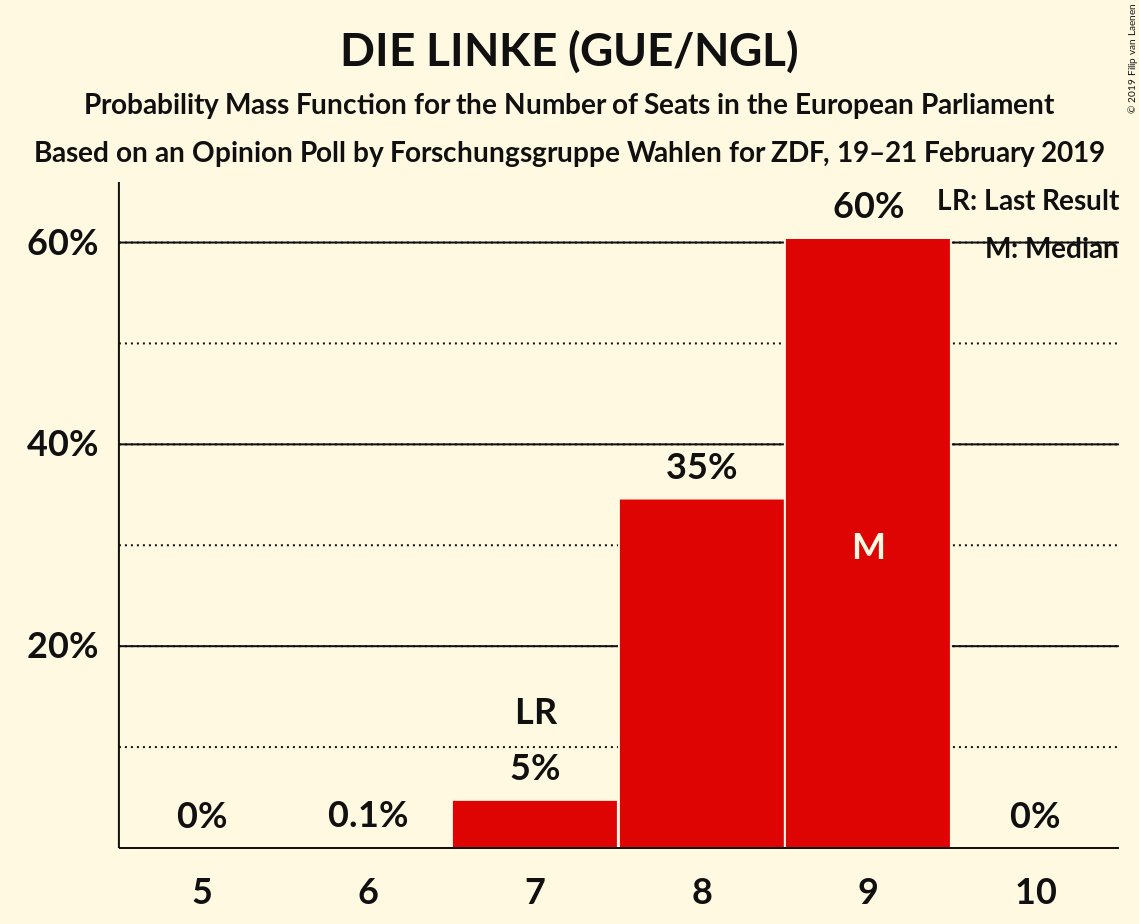 DIE LINKE (GUE/NGL)
Probability Mass Function for the Number of Seats in the European Parliament
Based on an Opinion Poll by Forschungsgruppe Wahlen for ZDF, 19–21 February 2019
© 2019 Filip van Laenen
LR: Last Result
M: Median
60%
40%
20%
0%
0.1%
LR
5%
35%
60%
M
0%
5 6 7 8 9 10